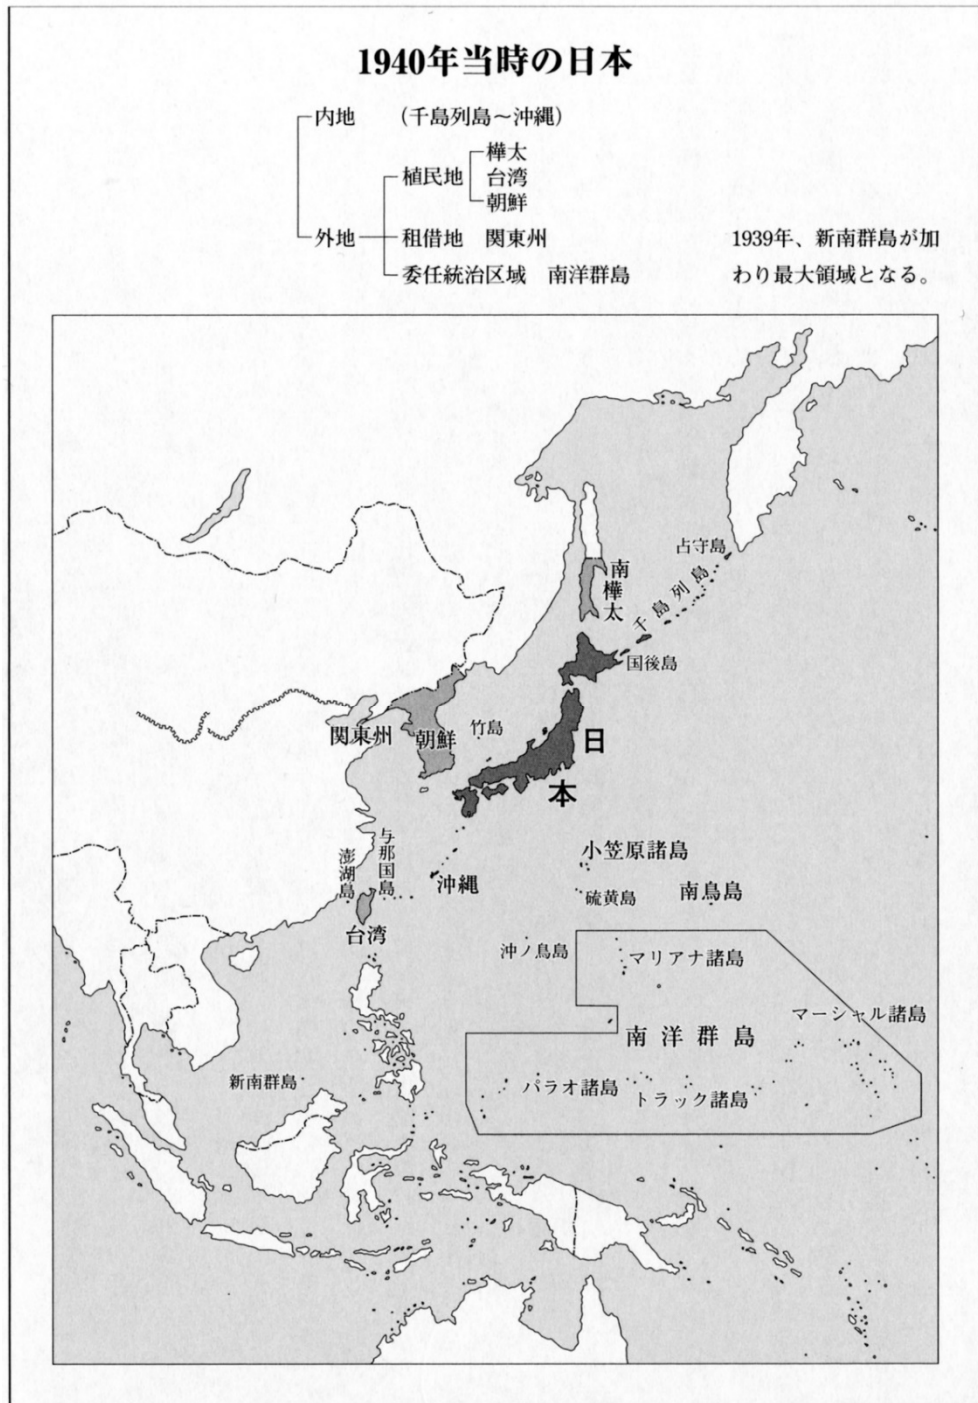 1940年当時の日本
内地　（千島列島～沖縄）
外地
植民地
樺太
台湾
朝鮮
租借地　関東州
委任統治区域　南洋群島
1939年、新南群島が加
わり最大領域となる。
占守島
千島列島
南樺太
国後島
関東州
朝鮮
竹島
日本
小笠原諸島
硫黄島
南鳥島
沖縄
与那国島
澎湖島
台湾
沖ノ鳥島
マリアナ諸島
マーシャル諸島
南洋群島
新南群島
パラオ諸島
トラック諸島